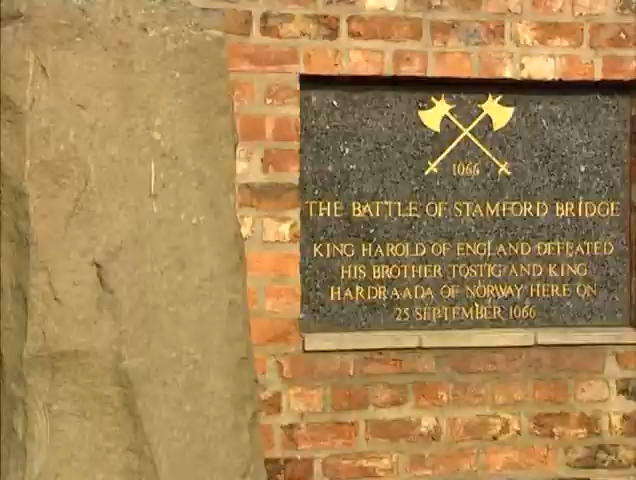 1066
THE BATTLE OF STAMFORD BRIDGE
KING HAROLD OF ENGLAND DEFEATED
HIS BROTHER TOSTIG AND KING
HARDRAADA OF NORWAY HERE ON
25 SEPTEMBER 1066